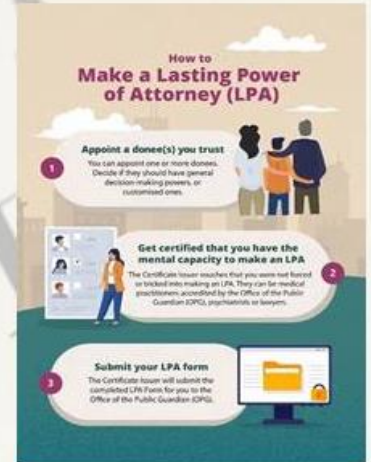 How to
Make a Lasting Power
of Attorney (LPA)
Appoint a donee(s) you trust
1
You can appoint one or more donees.
Decide if they should have general
decision-making powers, or
customised ones.
Get certified that you have the
mental capacity to make an LPA
2
The Certificate Issuer vouches that you were not forced
or tricked into making an LPA. They can be medical
practitioners accredited by the Office of the Public
Guardian (OPG), psychiatrists or lawyers.
Submit your LPA form
3
The Certificate Issuer will submit the
completed LPA Form for you to the
Office of the Public Guardian (OPG).